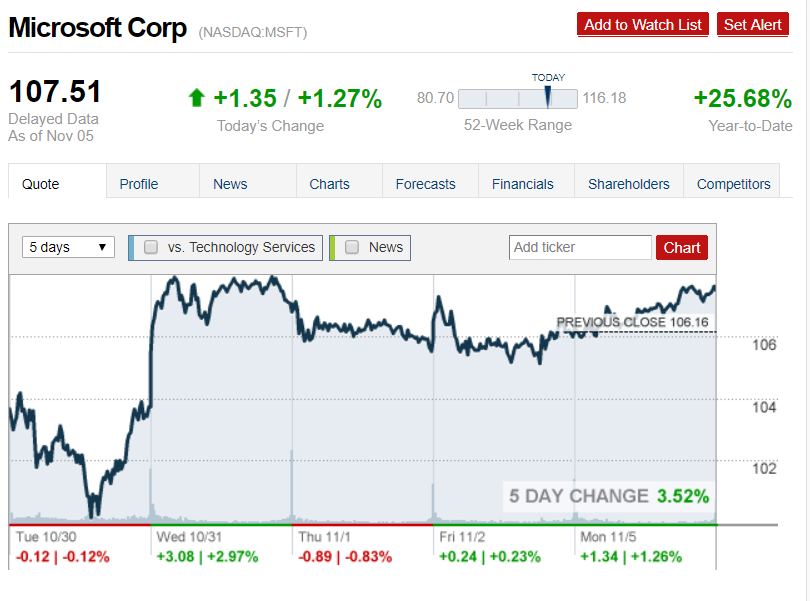 Microsoft Corp (NASDAQ:MSFT)
Add to Watch List
Set Alert
107.51
Delayed Data
As of Nov 05
+1.35 / +1.27%
Today's Change
TODAY
80.70
116.18
52-Week Range
+25.68%
Year-to-Date
Quote
Profile
News
Charts
Forecasts
Financials
Shareholders
Competitors
5 days ▼
vs. Technology Services
News
Add ticker
Chart
PREVIOUS CLOSE 106.16
106
104
102
5 DAY CHANGE 3.52%
Tue 10/30
-0.12 | -0.12%
Wed 10/31
+3.08 | +2.97%
Thu 11/1
-0.89 | -0.83%
Fri 11/2
+0.24 | +0.23%
Mon 11/5
+1.34 | +1.26%